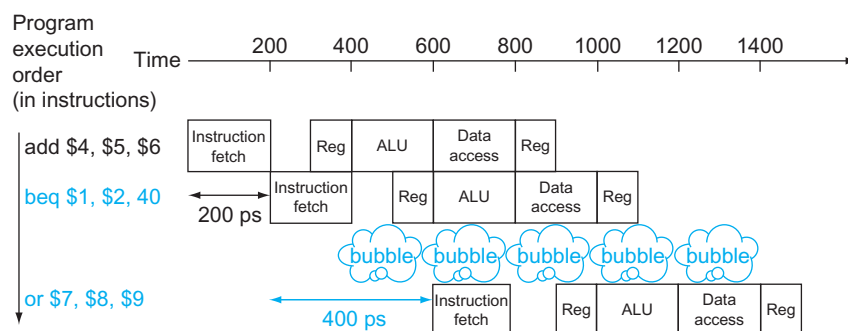 Program
execution
order
(in instructions)
Time
200 400 600 800 1000 1200 1400
add $4, $5, $6
Instruction
fetch
Reg
ALU
Data
access
Reg
beq $1, $2, 40
200 ps
Instruction
fetch
Reg
ALU
Data
access
Reg
bubble bubble bubble bubble bubble
or $7, $8, $9
400 ps
Instruction
fetch
Reg
ALU
Data
access
Reg